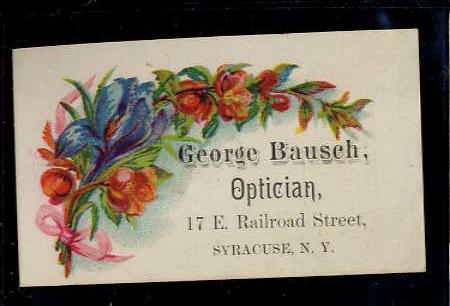 George Bausch,
Optician,
17 E. Railroad Street,
SYRACUSE, N. Y.